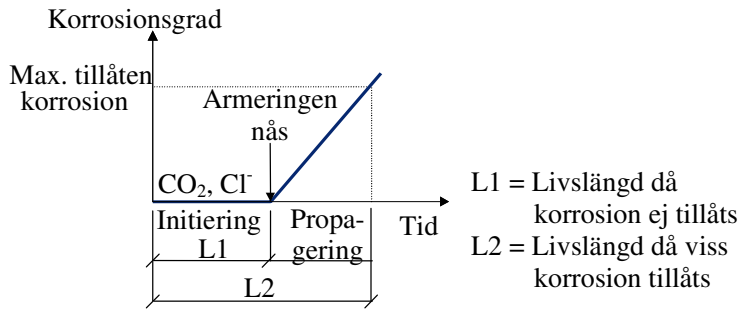 Korrosionsgrad
Max. tillåten
korrosion
Armeringen
nås
CO₂, Cl⁻
Initiering
Propa-
gering
Tid
L1
L2
L1 = Livslängd då
korrosion ej tillåts
L2 = Livslängd då viss
korrosion tillåts